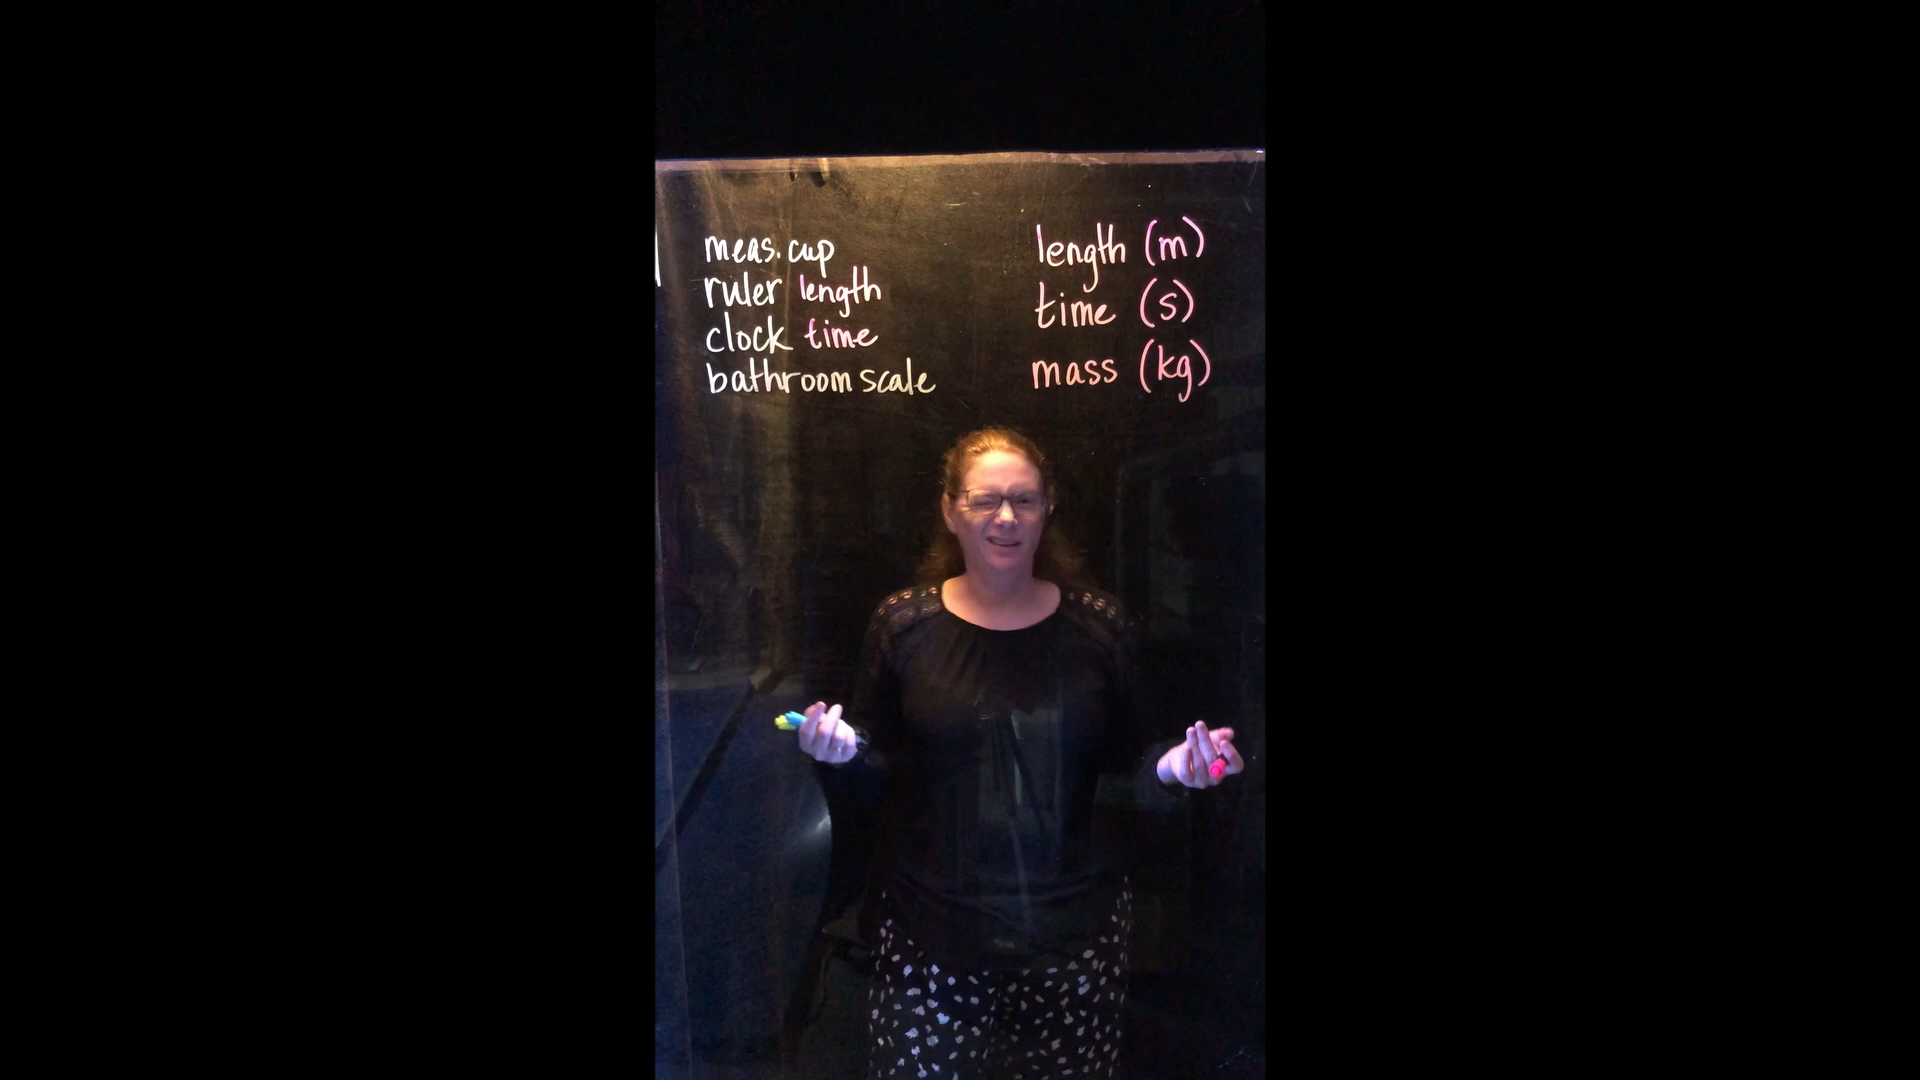 meas. cup
ruler length
clock time
bathroom scale
length (m)
time (s)
mass (kg)